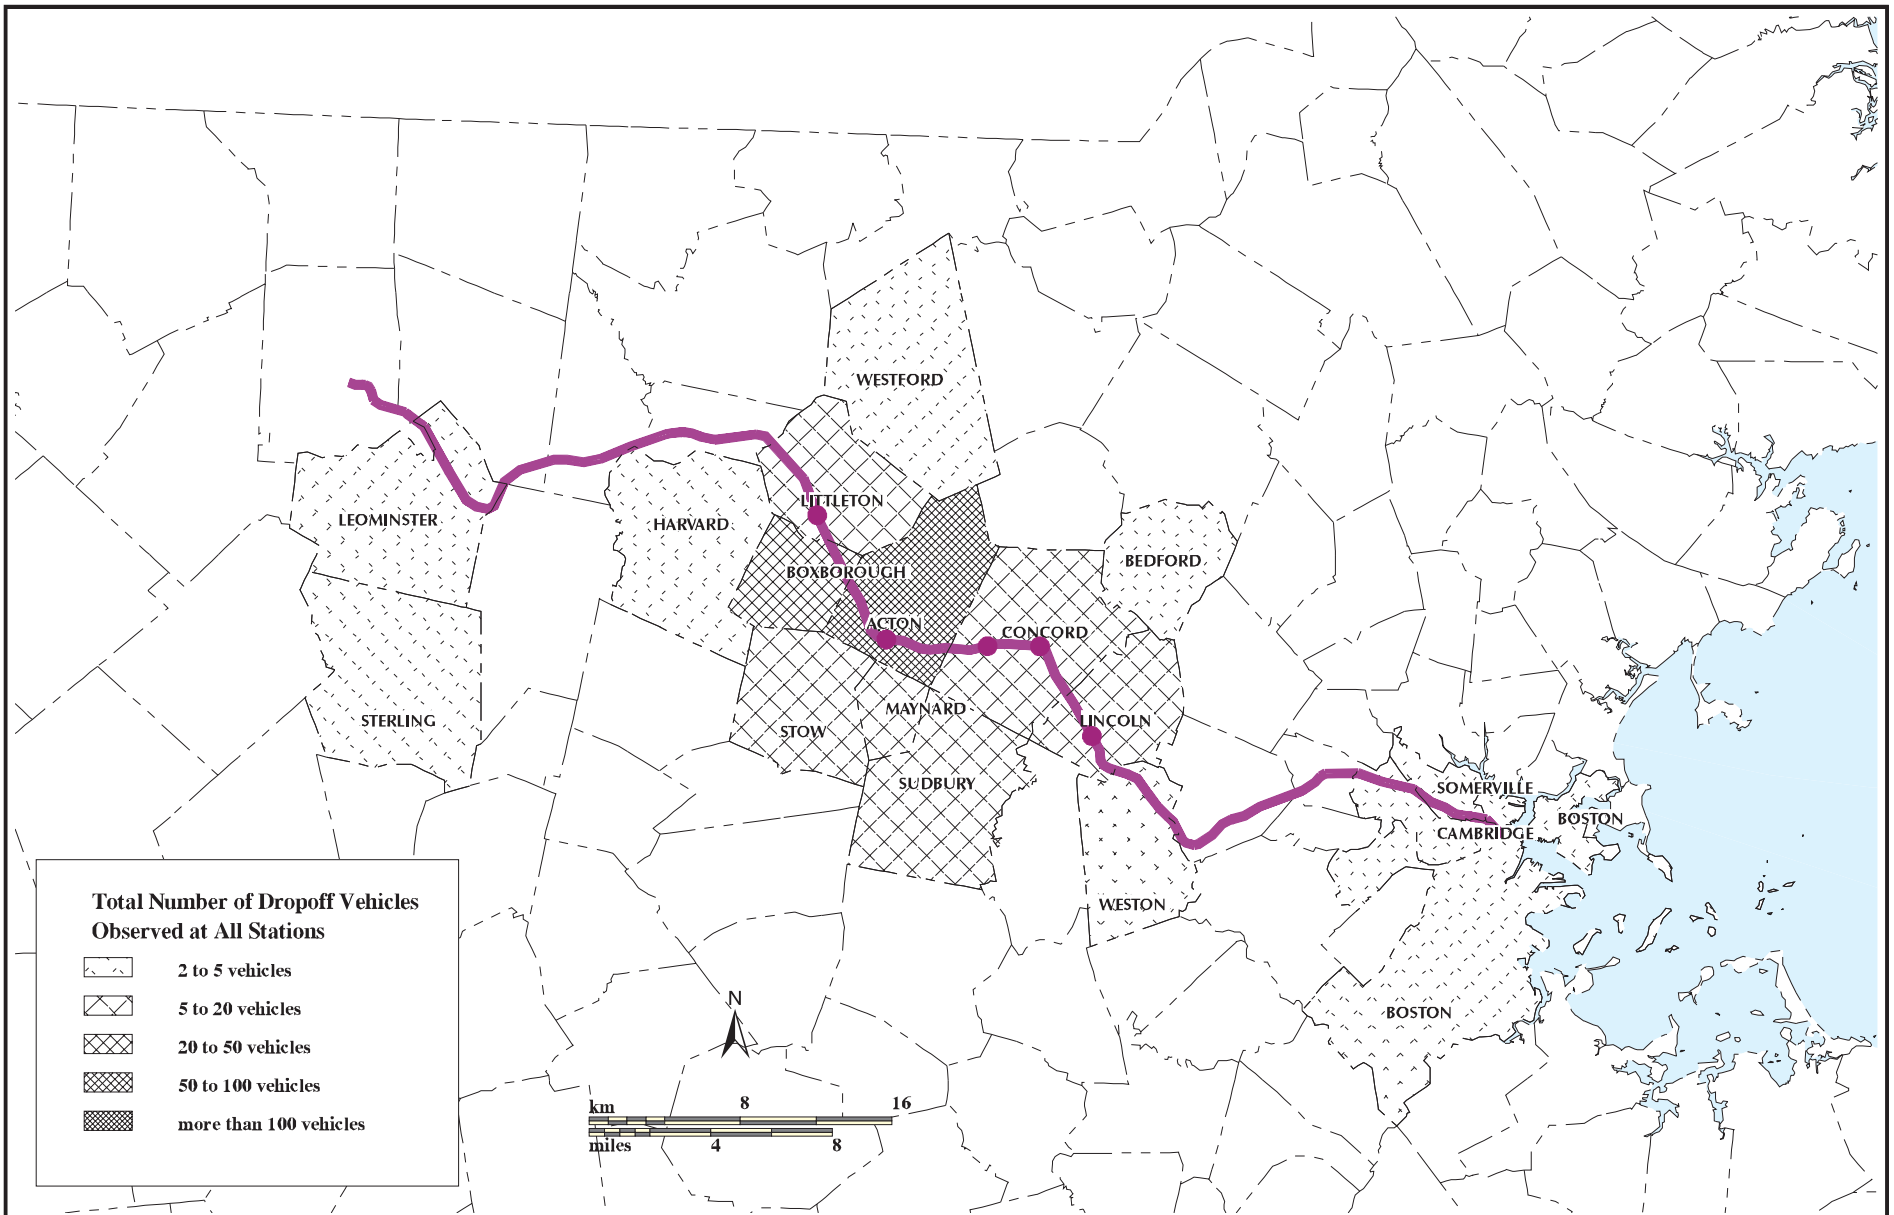 WESTFORD
LITTLETON
LEOMINSTER
HARVARD
BEDFORD
BOXBOROUGH
ACTON
CONCORD
STERLING
MAYNARD
LINCOLN
STOW
SUDBURY
SOMERVILLE
BOSTON
CAMBRIDGE
WESTON
BOSTON
Total Number of Dropoff Vehicles
Observed at All Stations
2 to 5 vehicles
5 to 20 vehicles
20 to 50 vehicles
50 to 100 vehicles
more than 100 vehicles
N
km 8 16
miles 4 8